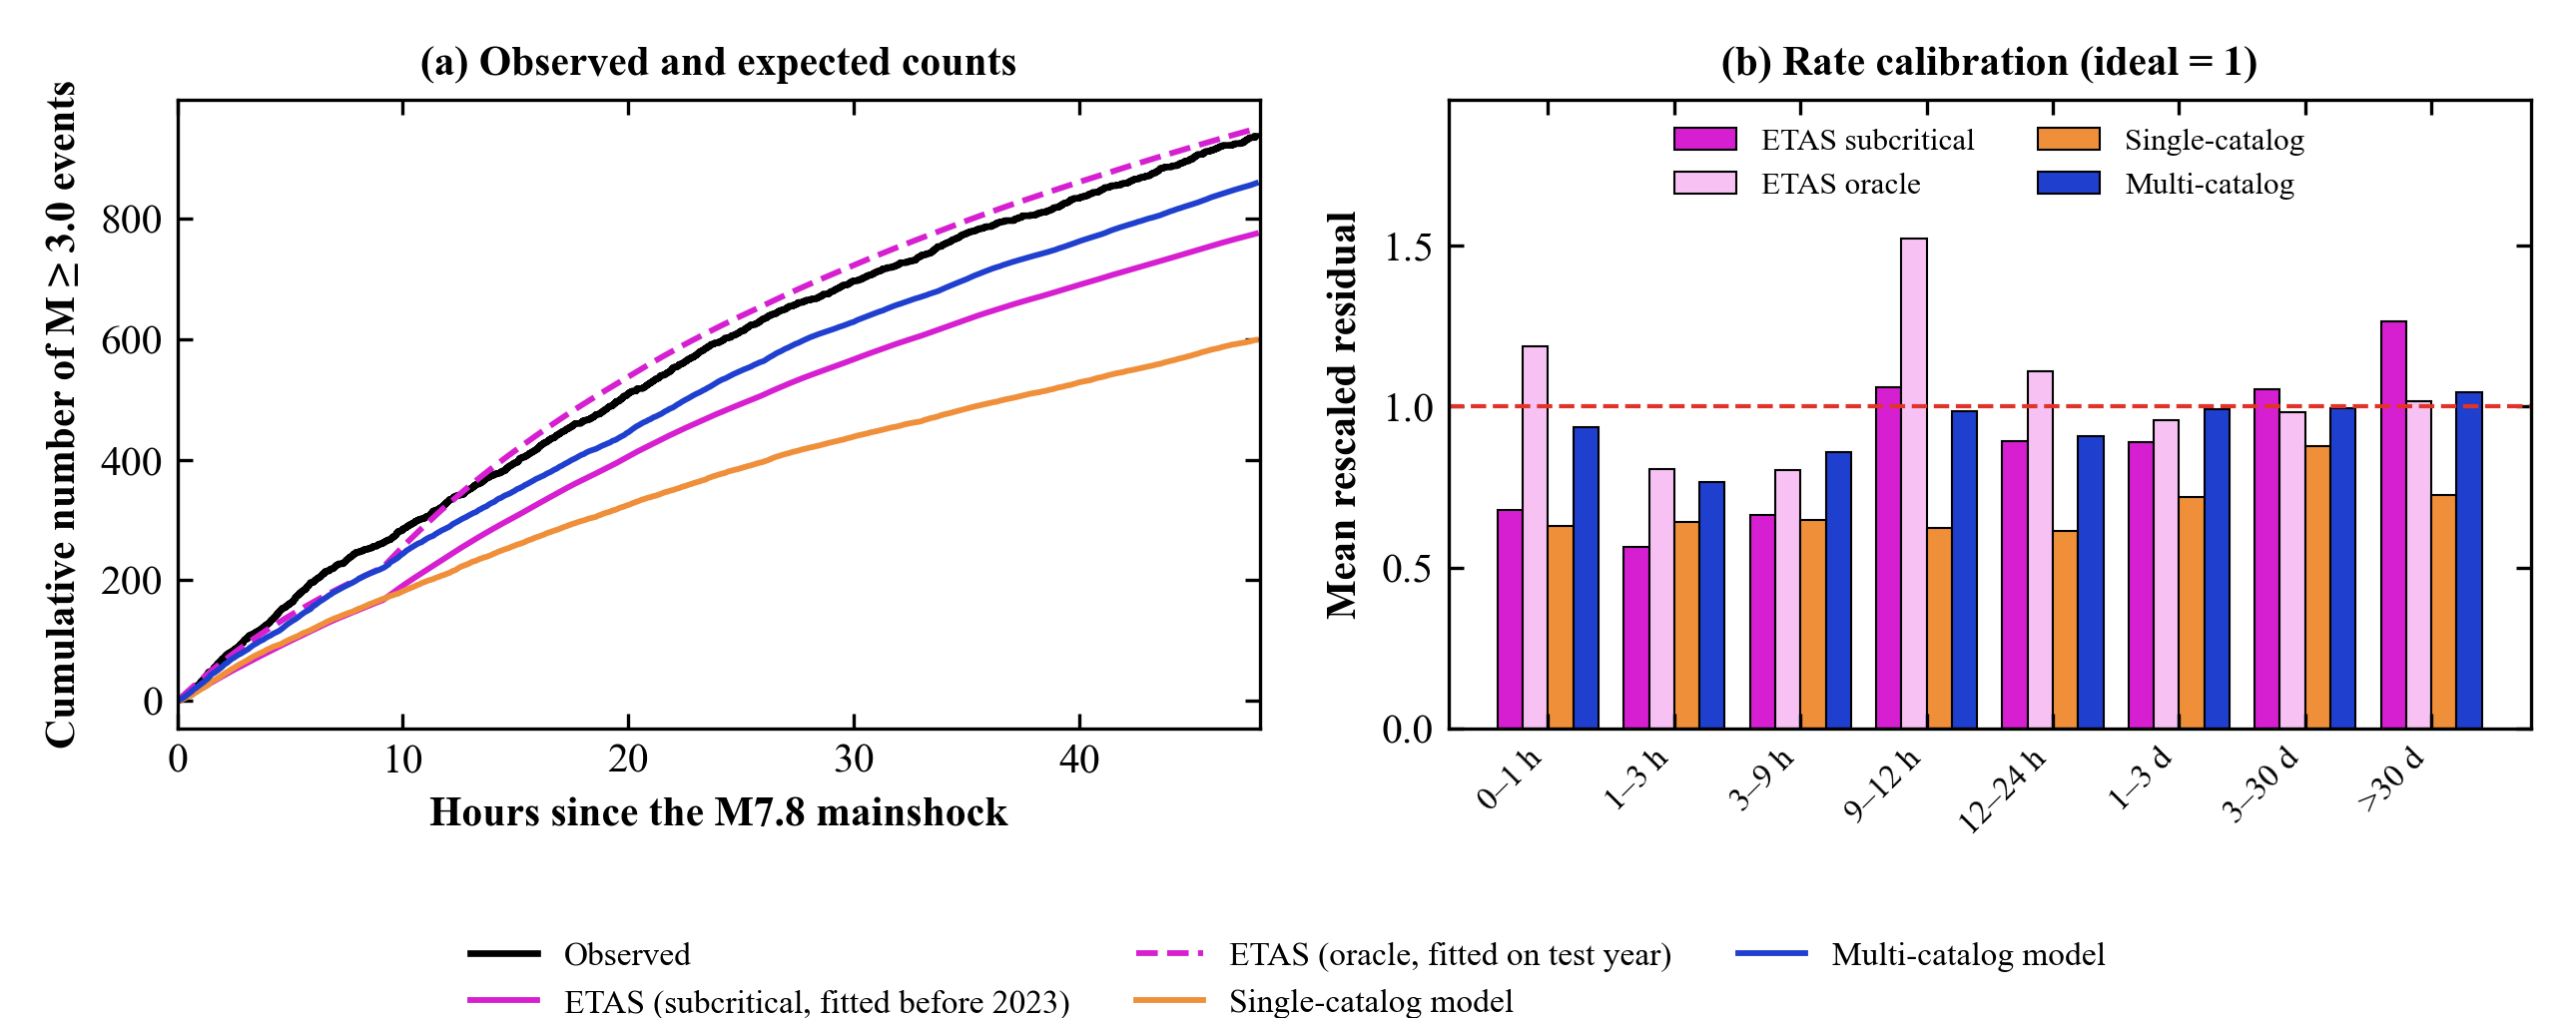 (a) Observed and expected counts
Cumulative number of M ≥ 3.0 events
800
600
400
200
0
0 10 20 30 40
Hours since the M7.8 mainshock
(b) Rate calibration (ideal = 1)
ETAS subcritical
ETAS oracle
Single-catalog
Multi-catalog
Mean rescaled residual
1.5
1.0
0.5
0.0
0–1 h 1–3 h 3–9 h 9–12 h 12–24 h 1–3 d 3–30 d >30 d
Observed
ETAS (subcritical, fitted before 2023)
ETAS (oracle, fitted on test year)
Single-catalog model
Multi-catalog model